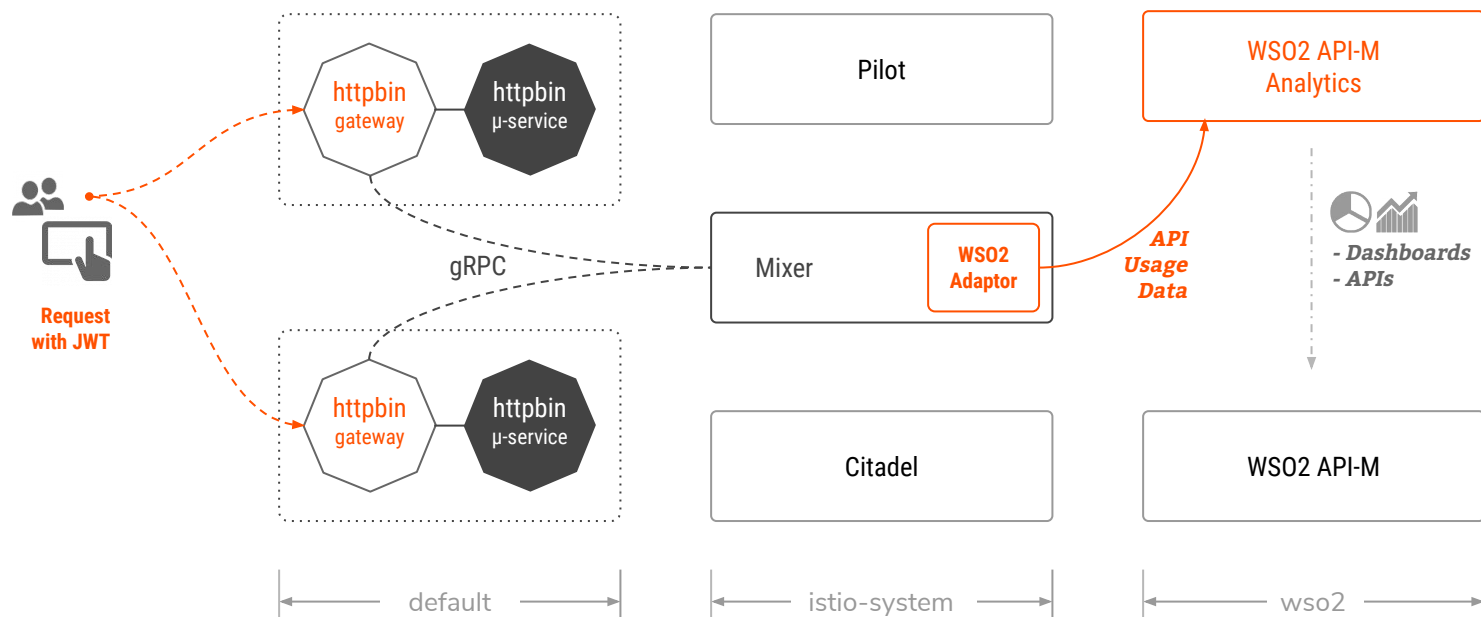 httpbin
gateway
httpbin
μ-service
Pilot
WSO2 API-M
Analytics
Request
with JWT
gRPC
Mixer
WSO2
Adaptor
API
Usage
Data
- Dashboards
- APIs
httpbin
gateway
httpbin
μ-service
Citadel
WSO2 API-M
default
istio-system
wso2